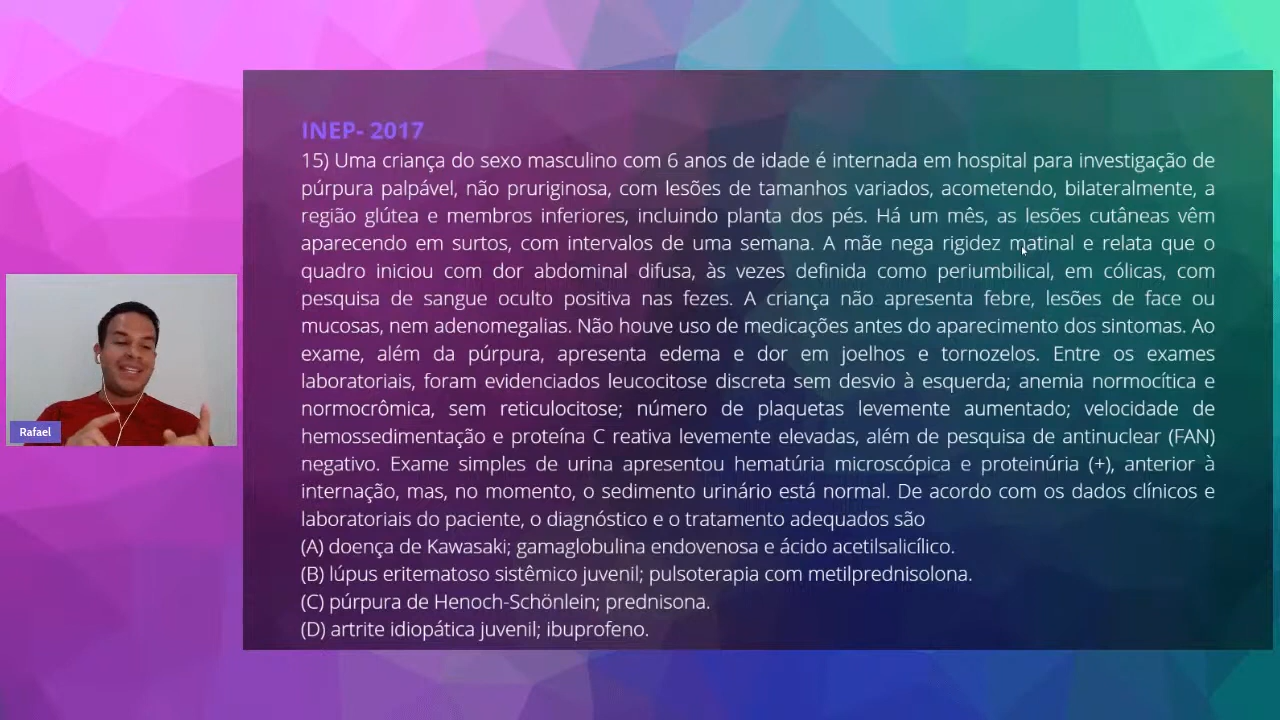 INEP- 2017
15) Uma criança do sexo masculino com 6 anos de idade é internada em hospital para investigação de
púrpura palpável, não pruriginosa, com lesões de tamanhos variados, acometendo, bilateralmente, a
região glútea e membros inferiores, incluindo planta dos pés. Há um mês, as lesões cutâneas vêm
aparecendo em surtos, com intervalos de uma semana. A mãe nega rigidez matinal e relata que o
quadro iniciou com dor abdominal difusa, às vezes definida como periumbilical, em cólicas, com
pesquisa de sangue oculto positiva nas fezes. A criança não apresenta febre, lesões de face ou
mucosas, nem adenomegalias. Não houve uso de medicações antes do aparecimento dos sintomas. Ao
exame, além da púrpura, apresenta edema e dor em joelhos e tornozelos. Entre os exames
laboratoriais, foram evidenciados leucocitose discreta sem desvio à esquerda; anemia normocítica e
normocrômica, sem reticulocitose; número de plaquetas levemente aumentado; velocidade de
hemossedimentação e proteína C reativa levemente elevadas, além de pesquisa de antinuclear (FAN)
negativo. Exame simples de urina apresentou hematúria microscópica e proteinúria (+), anterior à
internação, mas, no momento, o sedimento urinário está normal. De acordo com os dados clínicos e
laboratoriais do paciente, o diagnóstico e o tratamento adequados são
(A) doença de Kawasaki; gamaglobulina endovenosa e ácido acetilsalicílico.
(B) lúpus eritematoso sistêmico juvenil; pulsoterapia com metilprednisolona.
(C) púrpura de Henoch-Schönlein; prednisona.
(D) artrite idiopática juvenil; ibuprofeno.
Rafael